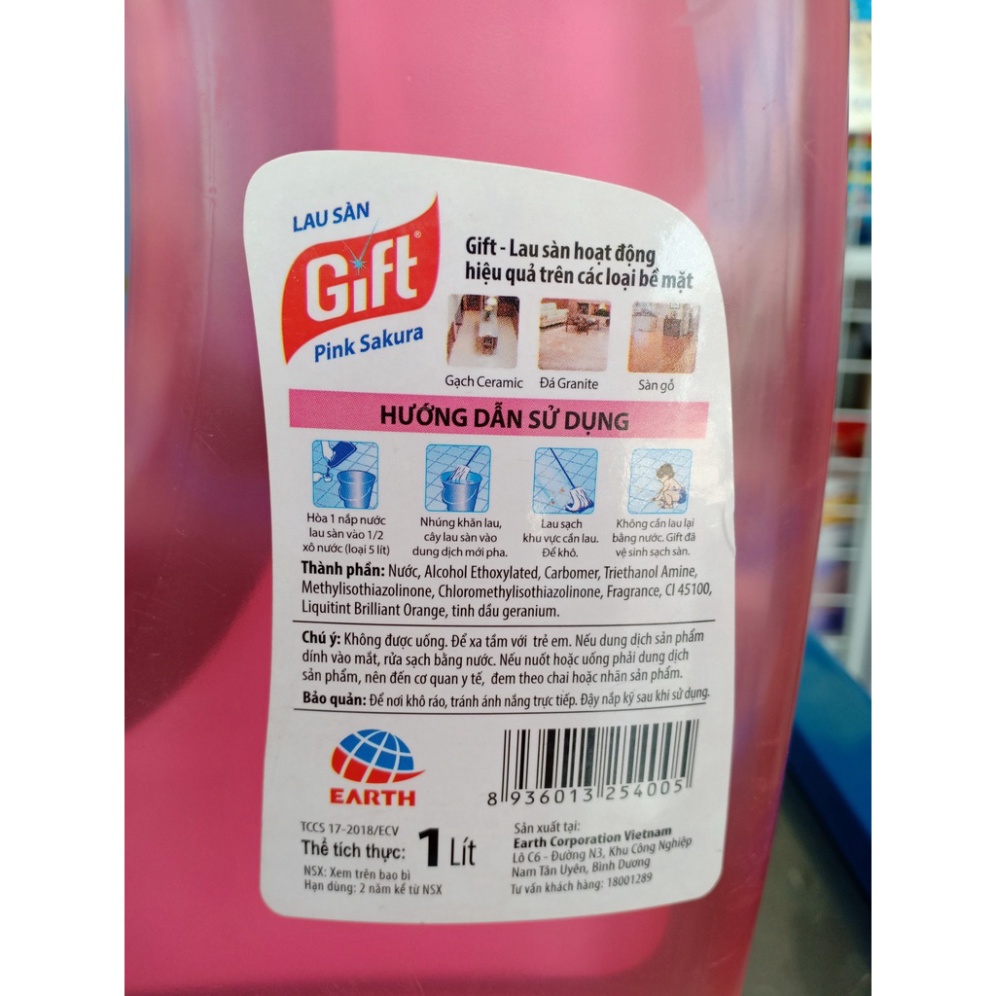 LAU SÀN
Gift®
Pink Sakura
Gift - Lau sàn hoạt động
hiệu quả trên các loại bề mặt
Gạch Ceramic
Đá Granite
Sàn gỗ
HƯỚNG DẪN SỬ DỤNG
Hòa 1 nắp nước
lau sàn vào 1/2
xô nước (loại 5 lít)
Nhúng khăn lau,
cây lau sàn vào
dung dịch mới pha.
Lau sạch
khu vực cần lau.
Để khô.
Không cần lau lại
bằng nước. Gift đã
vệ sinh sạch sàn.
Thành phần: Nước, Alcohol Ethoxylated, Carbomer, Triethanol Amine,
Methylisothiazolinone, Chloromethylisothiazolinone, Fragrance, CI 45100,
Liquitint Brilliant Orange, tinh dầu geranium.
Chú ý: Không được uống. Để xa tầm với trẻ em. Nếu dung dịch sản phẩm
dính vào mắt, rửa sạch bằng nước. Nếu nuốt hoặc uống phải dung dịch
sản phẩm, nên đến cơ quan y tế, đem theo chai hoặc nhãn sản phẩm.
Bảo quản: Để nơi khô ráo, tránh ánh nắng trực tiếp. Đậy nắp kỹ sau khi sử dụng.
EARTH
8 936013 254005
TCCS 17-2018/ECV
Thể tích thực: 1 Lít
NSX: Xem trên bao bì
Hạn dùng: 2 năm kể từ NSX
Sản xuất tại:
Earth Corporation Vietnam
Lô C6 - Đường N3, Khu Công Nghiệp
Nam Tân Uyên, Bình Dương
Tư vấn khách hàng: 18001289